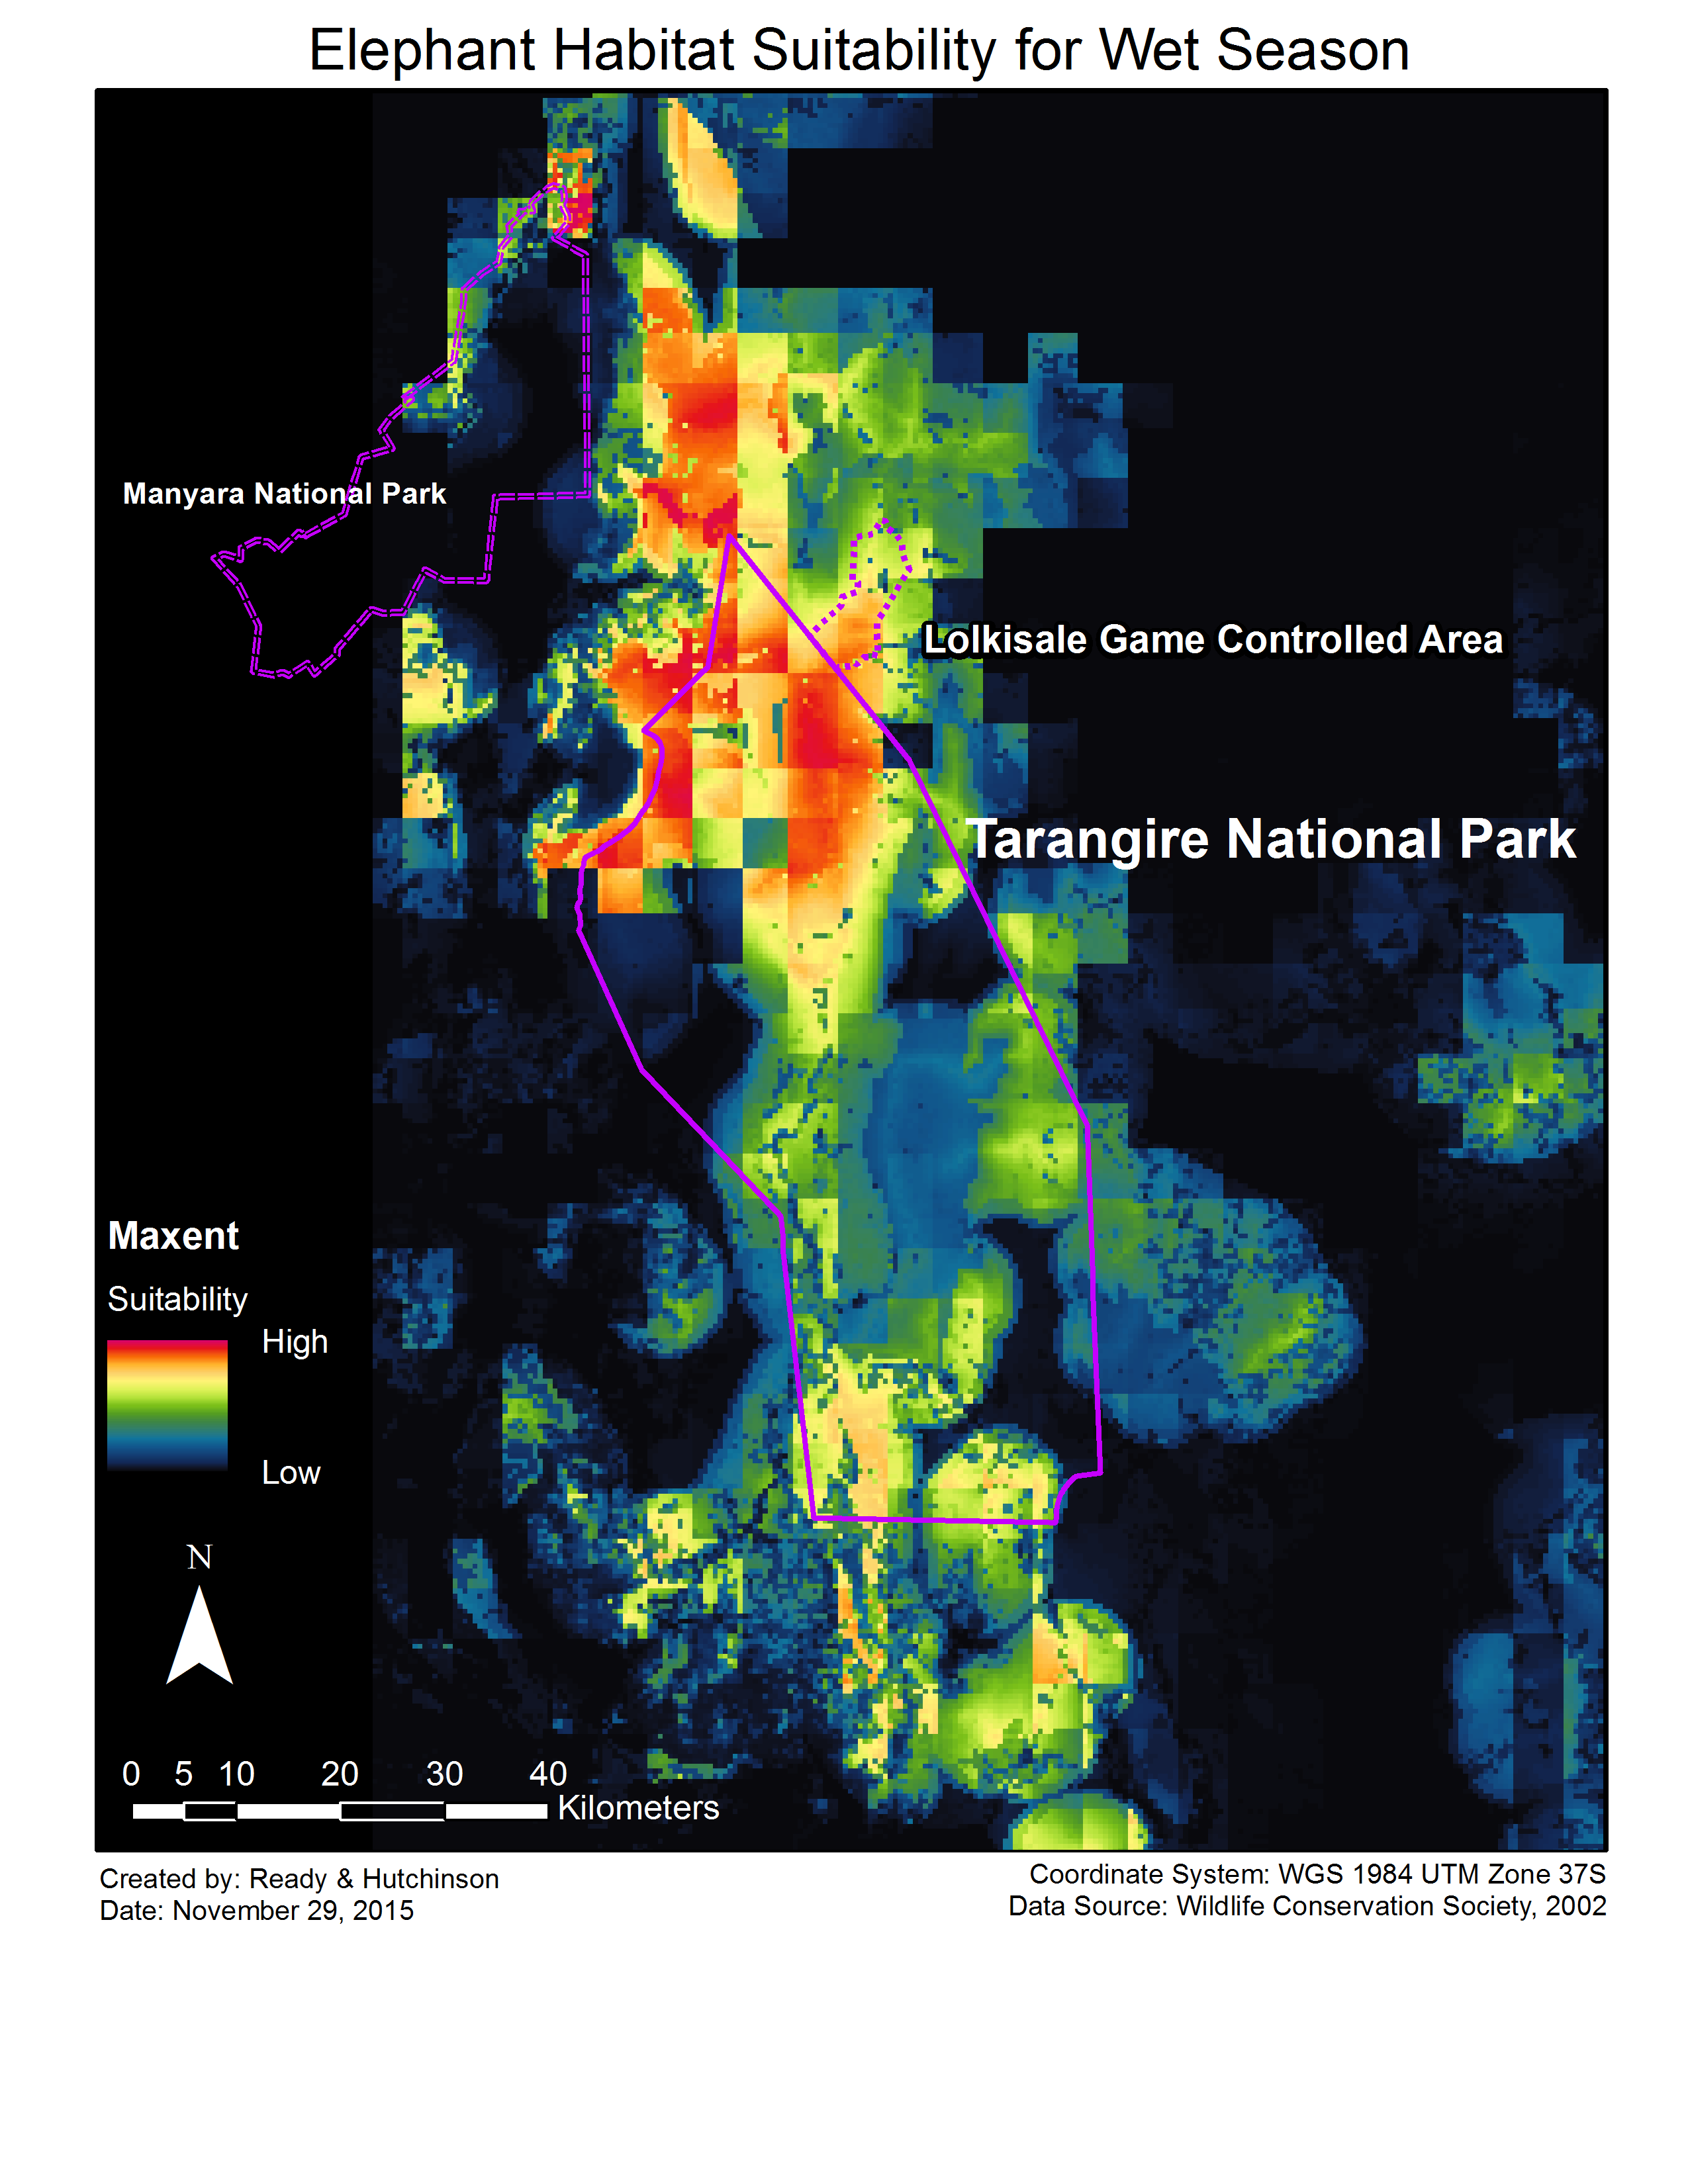 Elephant Habitat Suitability for Wet Season
Manyara National Park
Lolkisale Game Controlled Area
Tarangire National Park
Maxent
Suitability
High
Low
N
0 5 10 20 30 40
Kilometers
Created by: Ready & Hutchinson
Date: November 29, 2015
Coordinate System: WGS 1984 UTM Zone 37S
Data Source: Wildlife Conservation Society, 2002